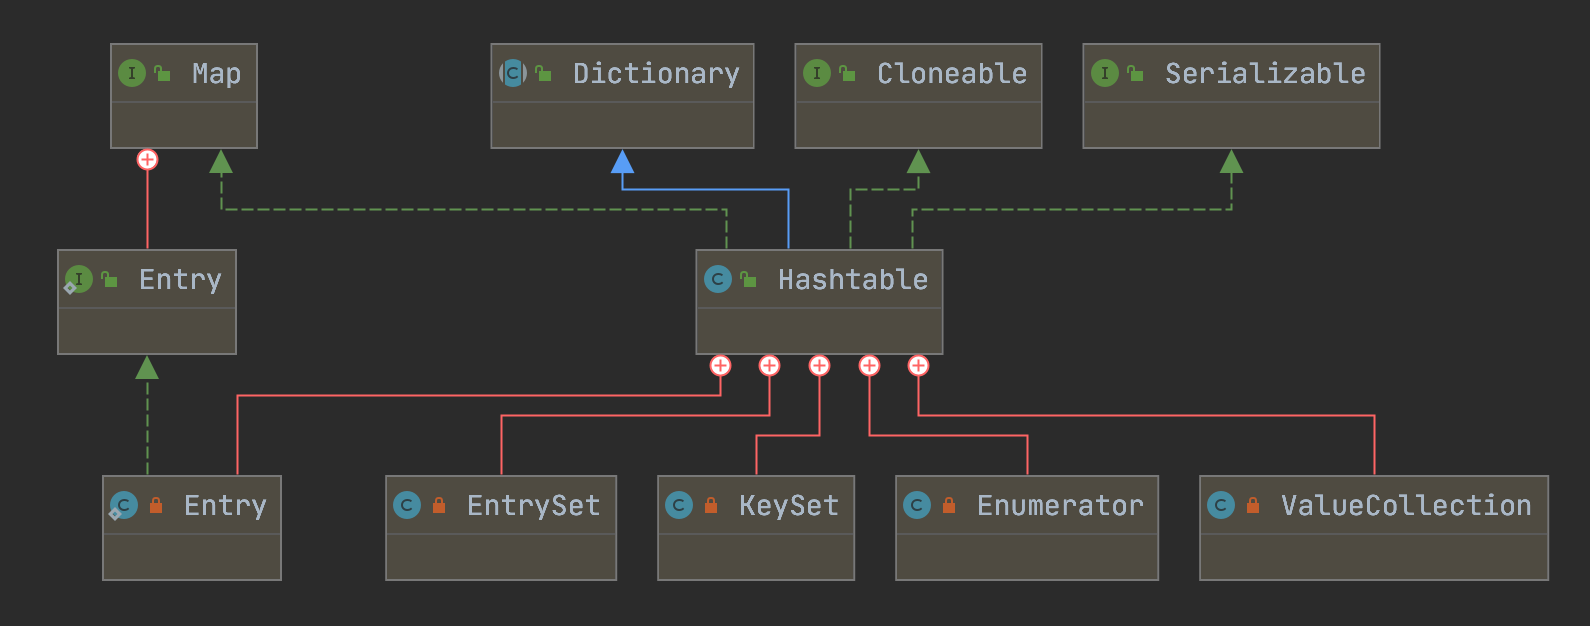 I Map
C Dictionary
I Cloneable
I Serializable
I Entry
C Hashtable
C Entry
C EntrySet
C KeySet
C Enumerator
C ValueCollection